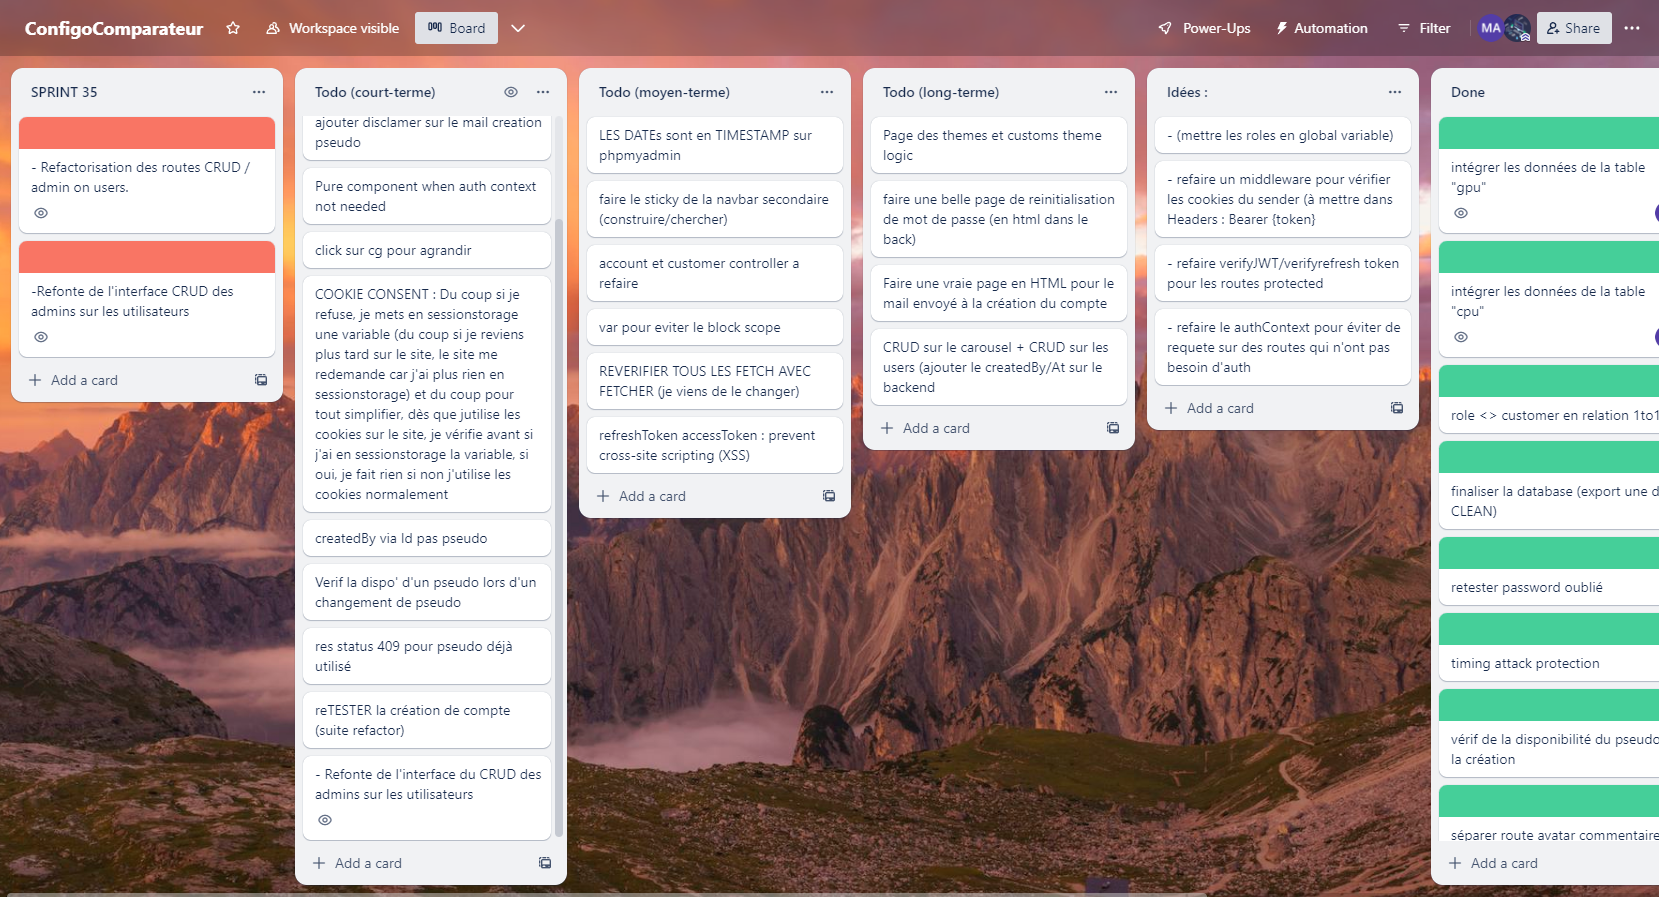 ConfigoComparateur
Workspace visible
Board
Power-Ups
Automation
Filter
MA
Share
SPRINT 35
- Refactorisation des routes CRUD /
admin on users.
-Refonte de l'interface CRUD des
admins sur les utilisateurs
Add a card
Todo (court-terme)
ajouter disclamer sur le mail creation
pseudo
Pure component when auth context
not needed
click sur cg pour agrandir
COOKIE CONSENT : Du coup si je
refuse, je mets en sessionstorage
une variable (du coup si je reviens
plus tard sur le site, le site me
redemande car j'ai plus rien en
sessionstorage) et du coup pour
tout simplifier, dès que jutilise les
cookies sur le site, je vérifie avant si
j'ai en sessionstorage la variable, si
oui, je fait rien si non j'utilise les
cookies normalement
createdBy via Id pas pseudo
Verif la dispo' d'un pseudo lors d'un
changement de pseudo
res status 409 pour pseudo déjà
utilisé
reTESTER la création de compte
(suite refactor)
- Refonte de l'interface du CRUD des
admins sur les utilisateurs
Add a card
Todo (moyen-terme)
LES DATEs sont en TIMESTAMP sur
phpmyadmin
faire le sticky de la navbar secondaire
(construire/chercher)
account et customer controller a
refaire
var pour eviter le block scope
REVERIFIER TOUS LES FETCH AVEC
FETCHER (je viens de le changer)
refreshToken accessToken : prevent
cross-site scripting (XSS)
Add a card
Todo (long-terme)
Page des themes et customs theme
logic
faire une belle page de reinitialisation
de mot de passe (en html dans le
back)
Faire une vraie page en HTML pour le
mail envoyé à la création du compte
CRUD sur le carousel + CRUD sur les
users (ajouter le createdBy/At sur le
backend
Add a card
Idées :
- (mettre les roles en global variable)
- refaire un middleware pour vérifier
les cookies du sender (à mettre dans
Headers : Bearer {token}
- refaire verifyJWT/verifyrefresh token
pour les routes protected
- refaire le authContext pour éviter de
requete sur des routes qui n'ont pas
besoin d'auth
Add a card
Done
intégrer les données de la table
"gpu"
intégrer les données de la table
"cpu"
role <> customer en relation 1to1
finaliser la database (export une d
CLEAN)
retester password oublié
timing attack protection
vérif de la disponibilité du pseudo
la création
séparer route avatar commentaire
Add a card